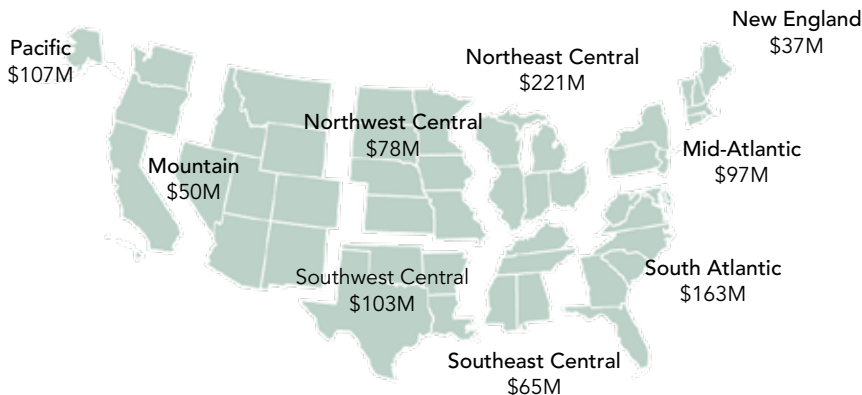 New England
$37M
Pacific
$107M
Northeast Central
$221M
Northwest Central
$78M
Mountain
$50M
Mid-Atlantic
$97M
Southwest Central
$103M
South Atlantic
$163M
Southeast Central
$65M